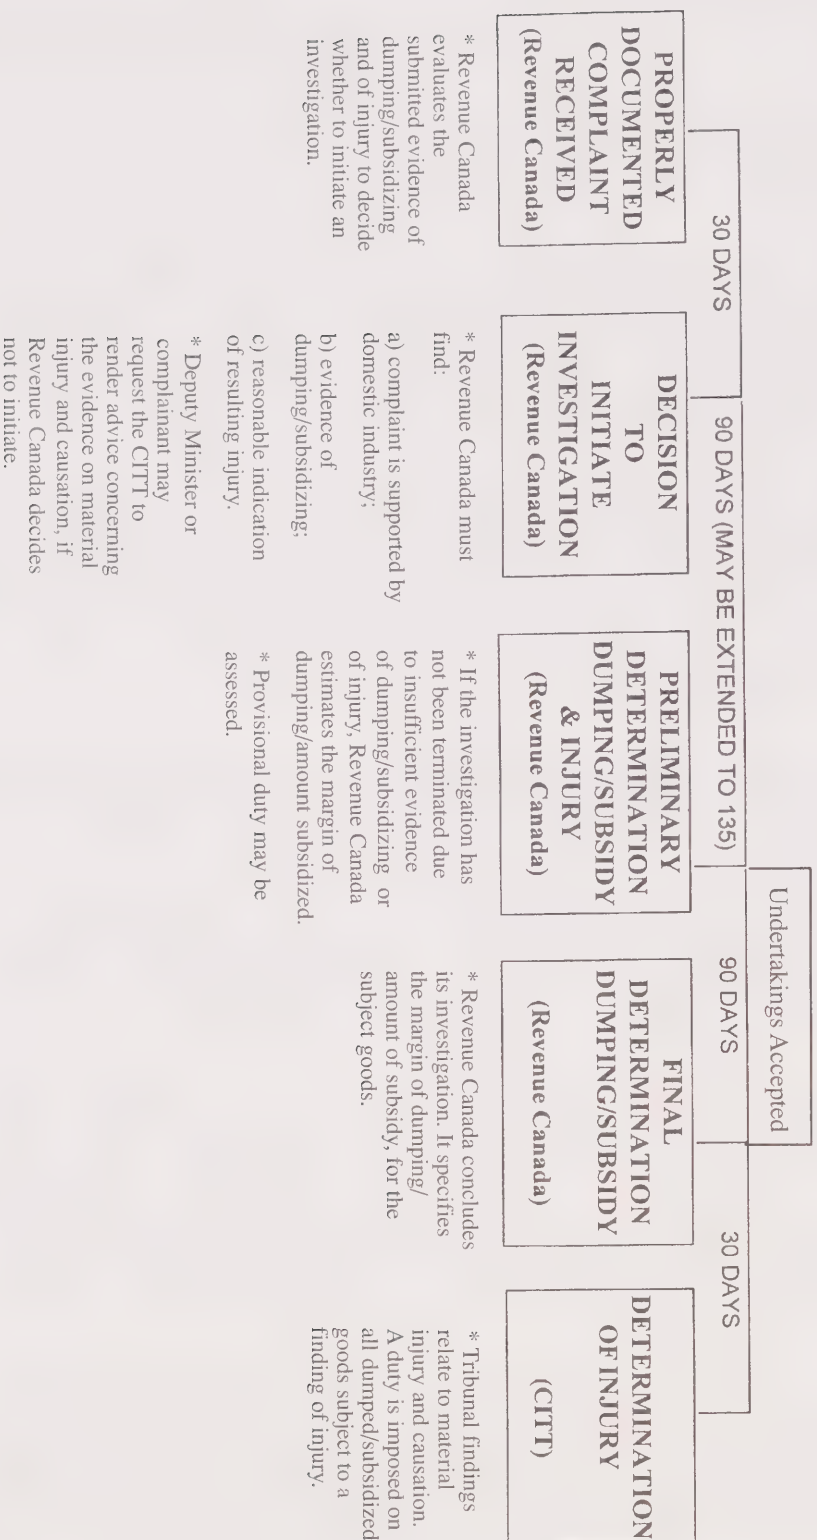 Undertakings Accepted
30 DAYS
90 DAYS (MAY BE EXTENDED TO 135)
90 DAYS
30 DAYS
PROPERLY
DOCUMENTED
COMPLAINT
RECEIVED
(Revenue Canada)
* Revenue Canada
evaluates the
submitted evidence of
dumping/subsidizing
and of injury to decide
whether to initiate an
investigation.
DECISION
TO
INITIATE
INVESTIGATION
(Revenue Canada)
* Revenue Canada must
find:
a) complaint is supported by
domestic industry;
b) evidence of
dumping/subsidizing;
c) reasonable indication
of resulting injury.
* Deputy Minister or
complainant may
request the CITT to
render advice concerning
the evidence on material
injury and causation, if
Revenue Canada decides
not to initiate.
PRELIMINARY
DETERMINATION
DUMPING/SUBSIDY
& INJURY
(Revenue Canada)
* If the investigation has
not been terminated due
to insufficient evidence
of dumping/subsidizing or
of injury, Revenue Canada
estimates the margin of
dumping/amount subsidized.
* Provisional duty may be
assessed.
FINAL
DETERMINATION
DUMPING/SUBSIDY
(Revenue Canada)
* Revenue Canada concludes
its investigation. It specifies
the margin of dumping/
amount of subsidy, for the
subject goods.
DETERMINATION
OF INJURY
(CITT)
* Tribunal findings
relate to material
injury and causation.
A duty is imposed on
all dumped/subsidized
goods subject to a
finding of injury.